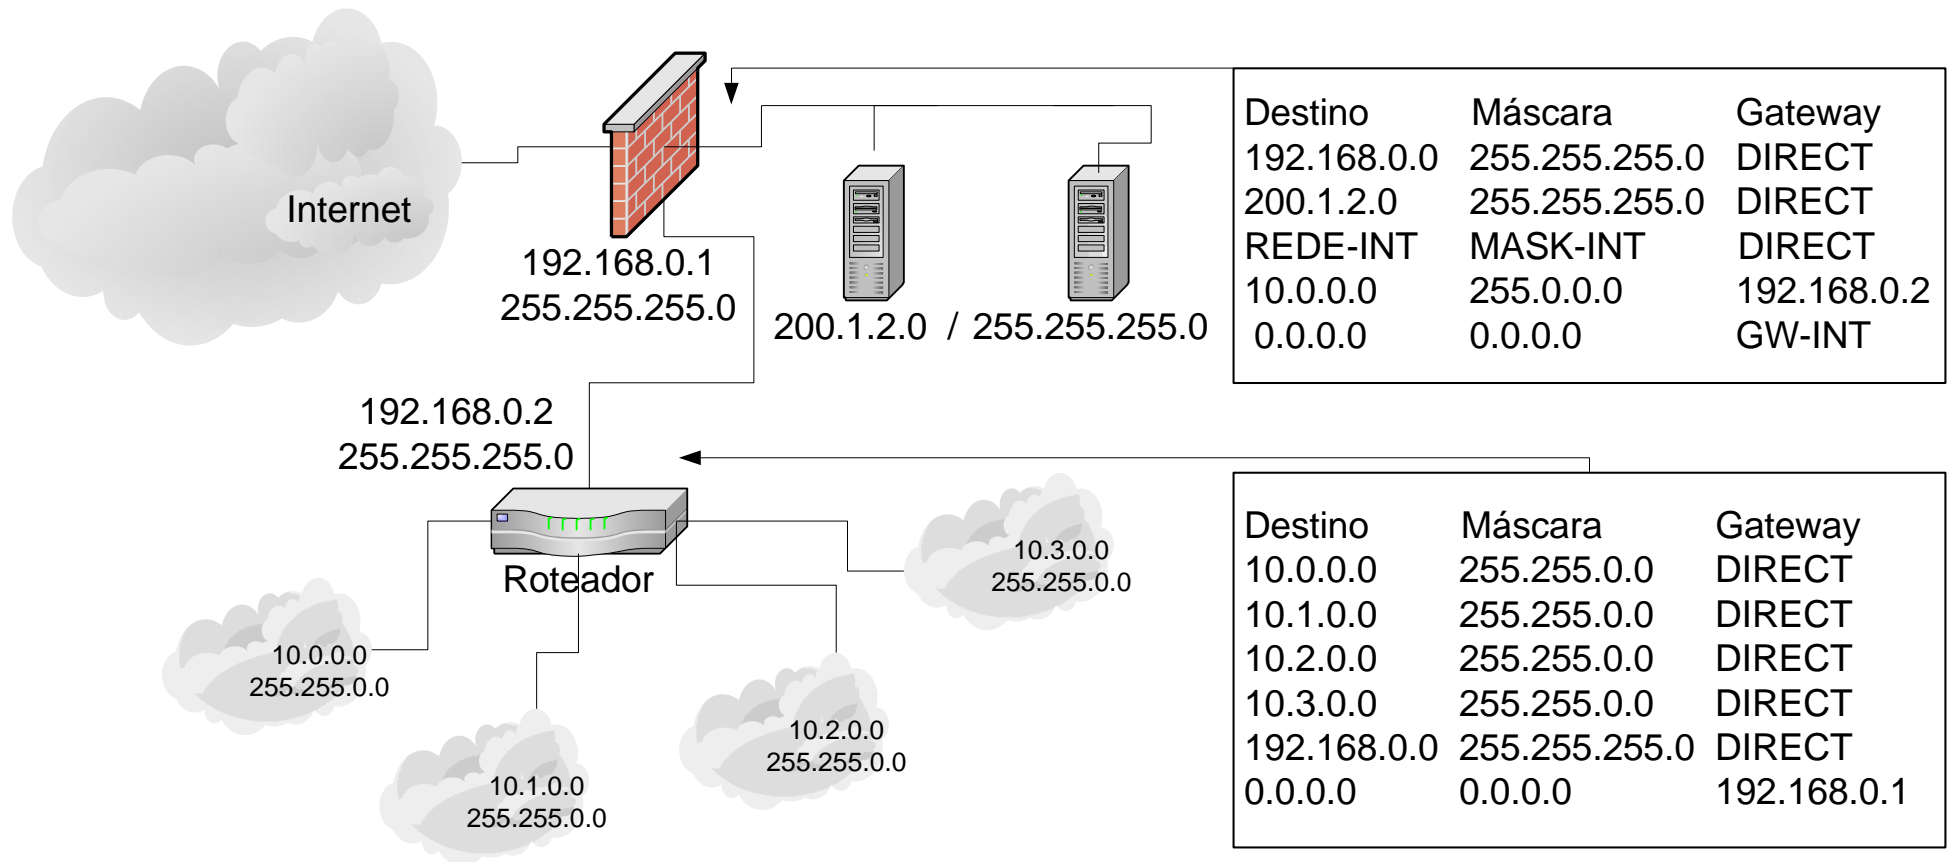 Internet
192.168.0.1
255.255.255.0
200.1.2.0 / 255.255.255.0
Destino Máscara Gateway
192.168.0.0 255.255.255.0 DIRECT
200.1.2.0 255.255.255.0 DIRECT
REDE-INT MASK-INT DIRECT
10.0.0.0 255.0.0.0 192.168.0.2
0.0.0.0 0.0.0.0 GW-INT
192.168.0.2
255.255.255.0
Roteador
10.0.0.0
255.255.0.0
10.1.0.0
255.255.0.0
10.2.0.0
255.255.0.0
10.3.0.0
255.255.0.0
Destino Máscara Gateway
10.0.0.0 255.255.0.0 DIRECT
10.1.0.0 255.255.0.0 DIRECT
10.2.0.0 255.255.0.0 DIRECT
10.3.0.0 255.255.0.0 DIRECT
192.168.0.0 255.255.255.0 DIRECT
0.0.0.0 0.0.0.0 192.168.0.1